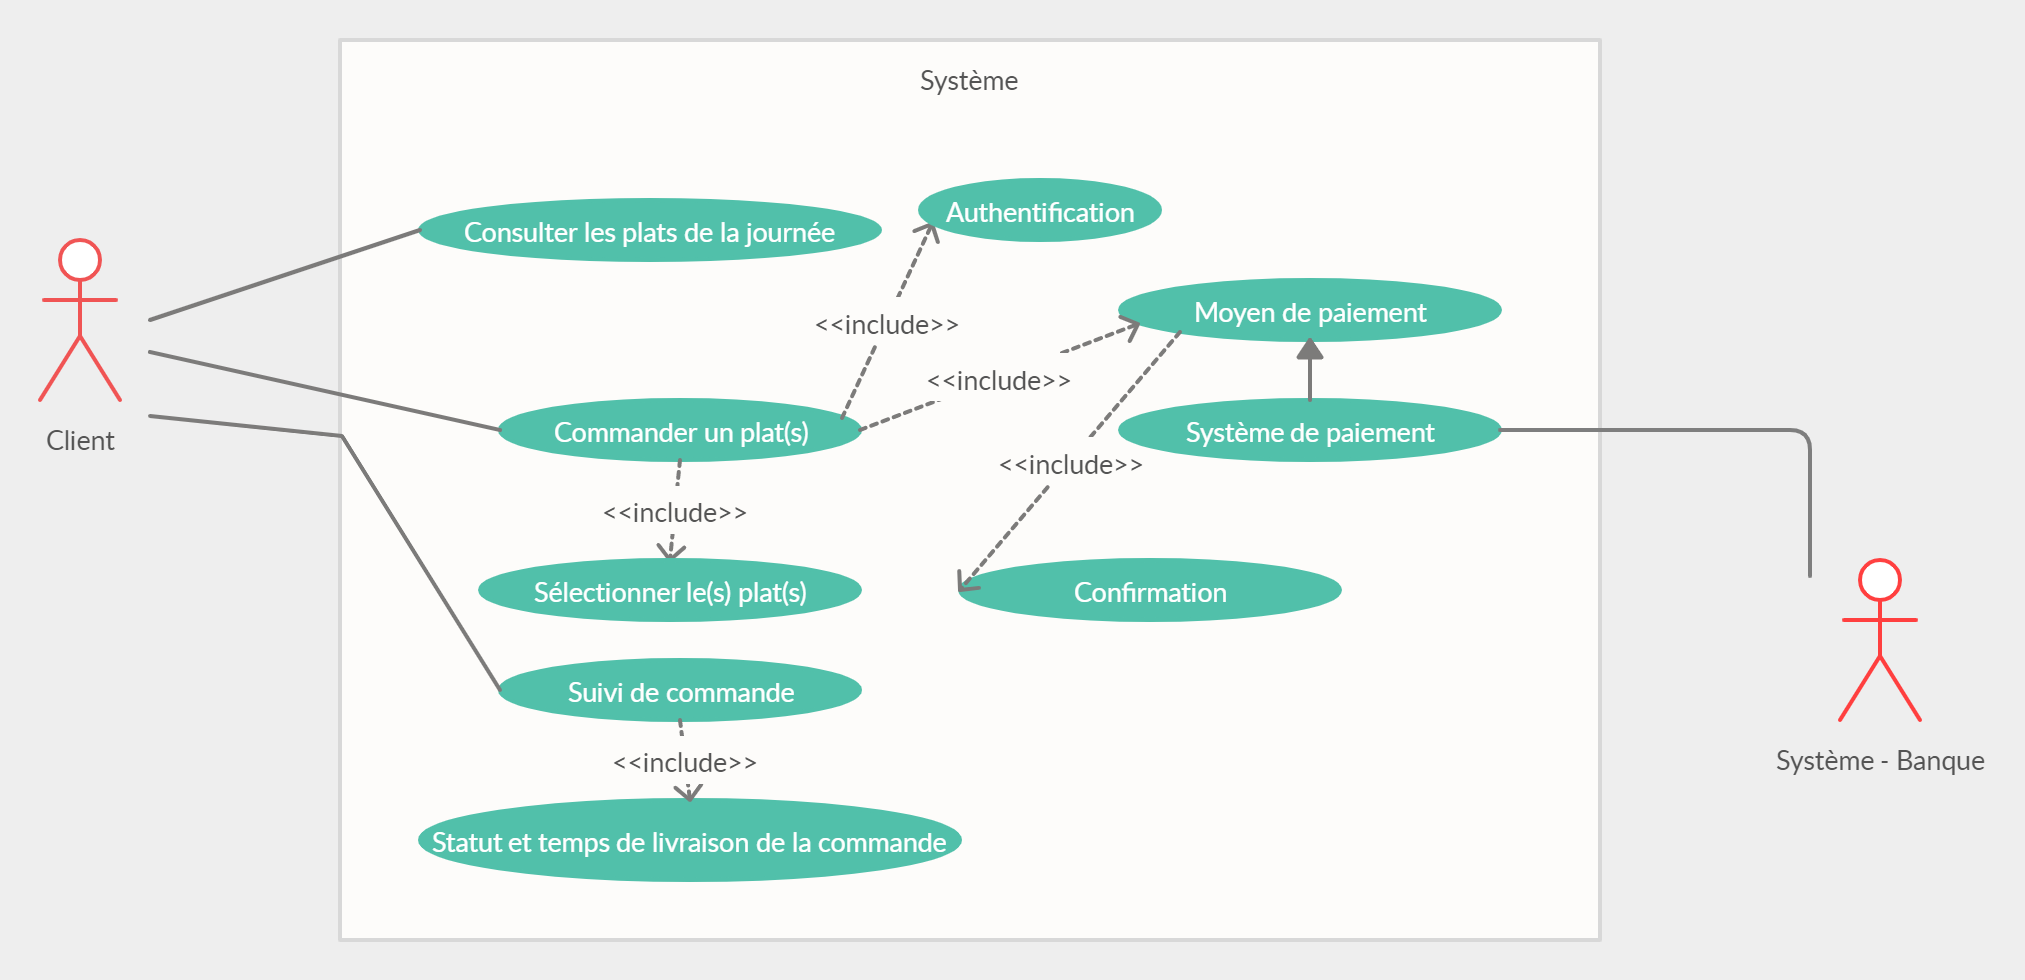 Système
Authentification
Consulter les plats de la journée
Moyen de paiement
<<include>>
<<include>>
Client
Commander un plat(s)
Système de paiement
<<include>>
<<include>>
Sélectionner le(s) plat(s)
Confirmation
Suivi de commande
<<include>>
Système - Banque
Statut et temps de livraison de la commande